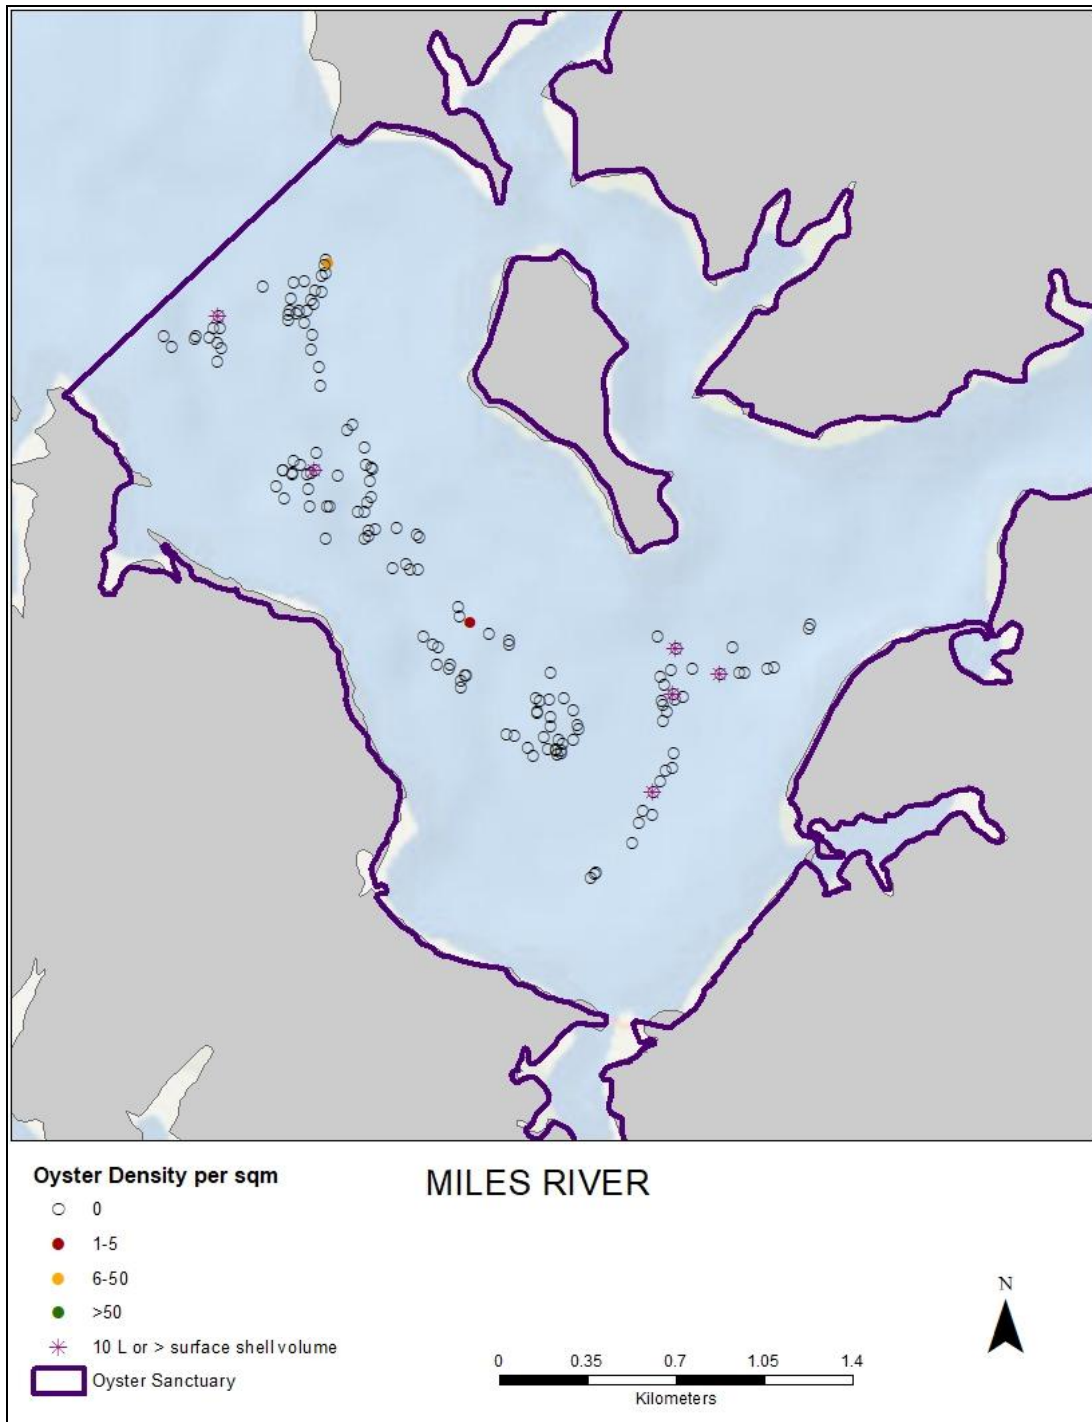 Oyster Density per sqm
MILES RIVER
0
1-5
6-50
>50
10 L or > surface shell volume
Oyster Sanctuary
N
0 0.35 0.7 1.05 1.4
Kilometers